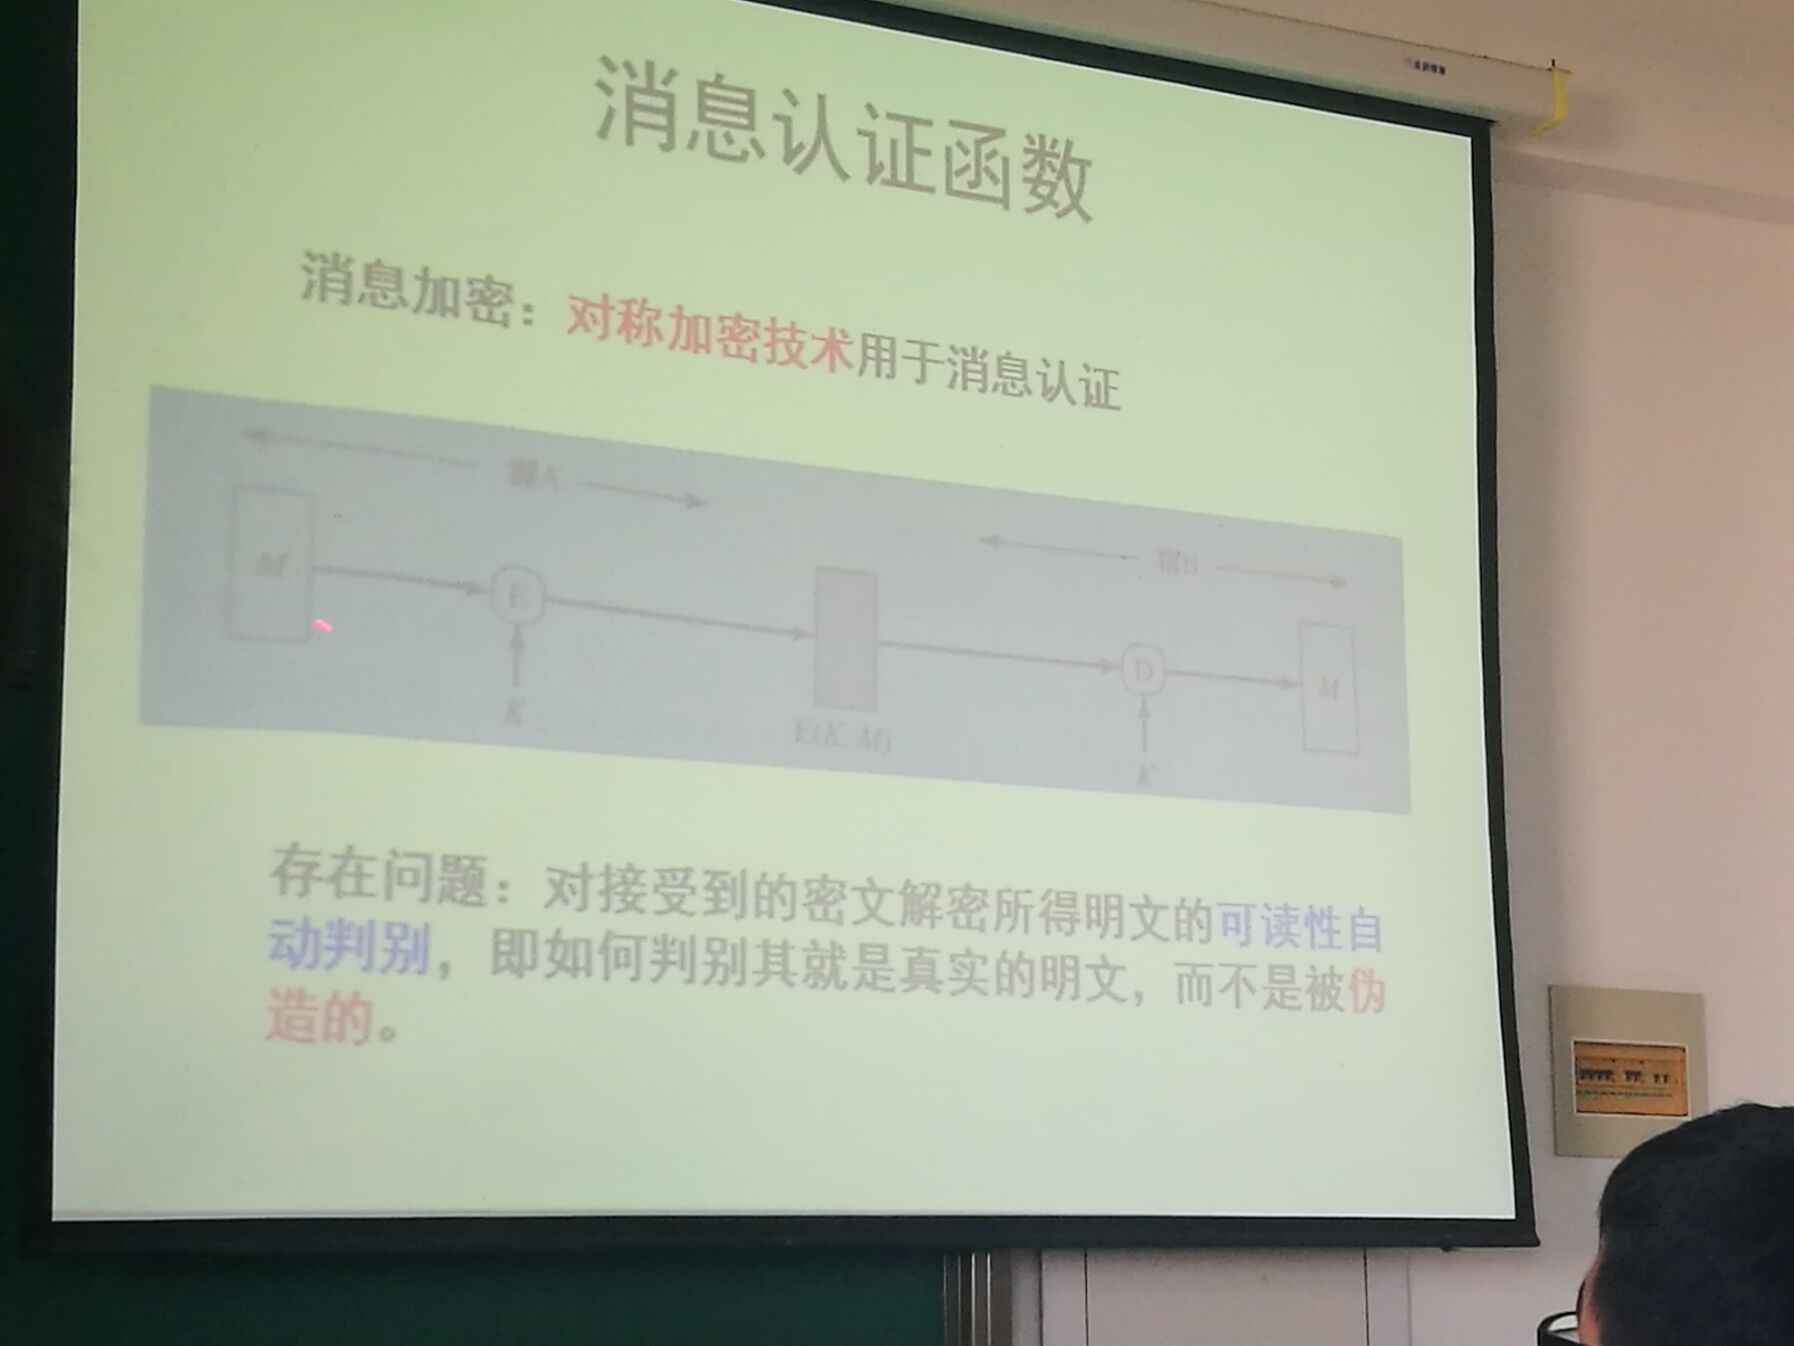 消息认证函数
消息加密：对称加密技术用于消息认证
源A
宿B
M
E
D
M
K
E(K, M)
K
存在问题：对接受到的密文解密所得明文的可读性自
动判别，即如何判别其就是真实的明文，而不是被伪
造的。